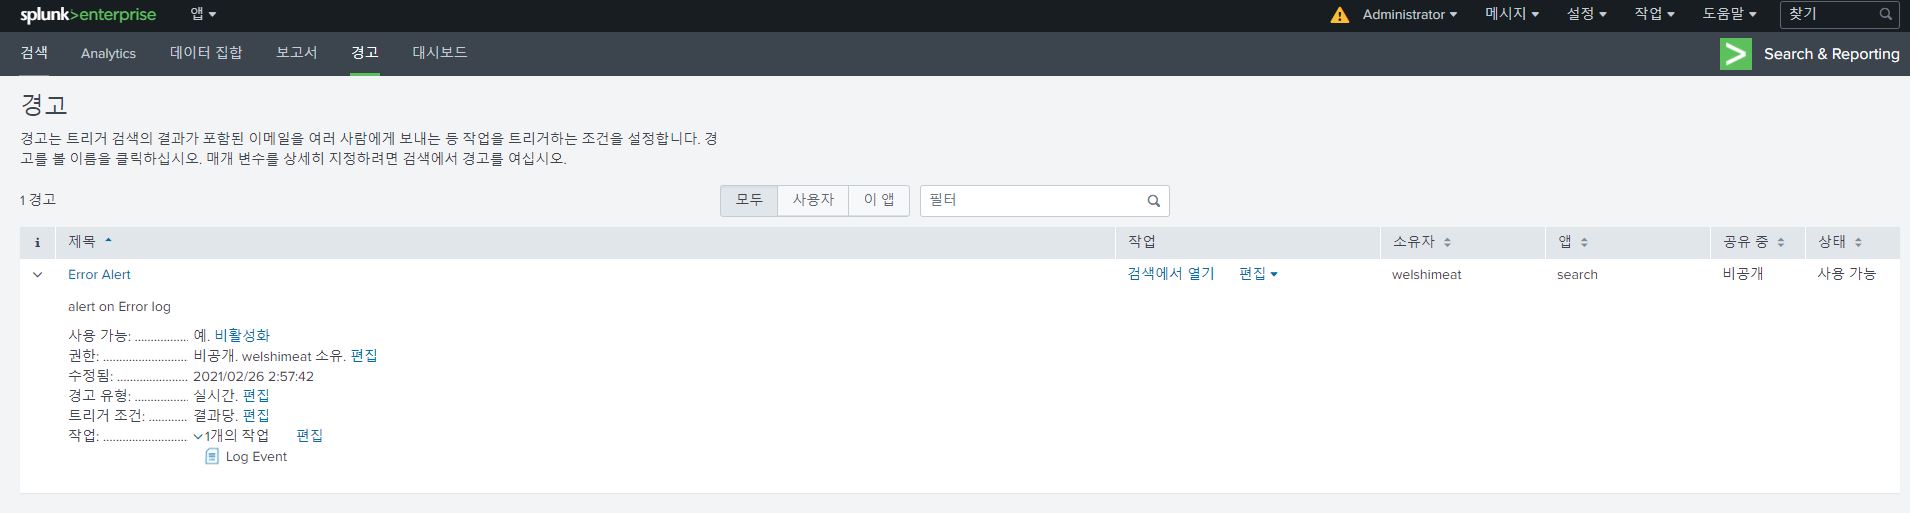 splunk>enterprise 앱 Administrator 메시지 설정 작업 도움말 찾기
검색 Analytics 데이터 집합 보고서 경고 대시보드 Search & Reporting
경고
경고는 트리거 검색의 결과가 포함된 이메일을 여러 사람에게 보내는 등 작업을 트리거하는 조건을 설정합니다. 경
고를 볼 이름을 클릭하십시오. 매개 변수를 상세히 지정하려면 검색에서 경고를 여십시오.
1 경고 모두 사용자 이 앱 필터
i 제목 작업 소유자 앱 공유 중 상태
Error Alert 검색에서 열기 편집 welshimeat search 비공개 사용 가능
alert on Error log
사용 가능: ................. 예. 비활성화
권한: .......................... 비공개. welshimeat 소유. 편집
수정됨: ...................... 2021/02/26 2:57:42
경고 유형: ................. 실시간. 편집
트리거 조건: ............ 결과당. 편집
작업: .......................... 1개의 작업 편집
Log Event